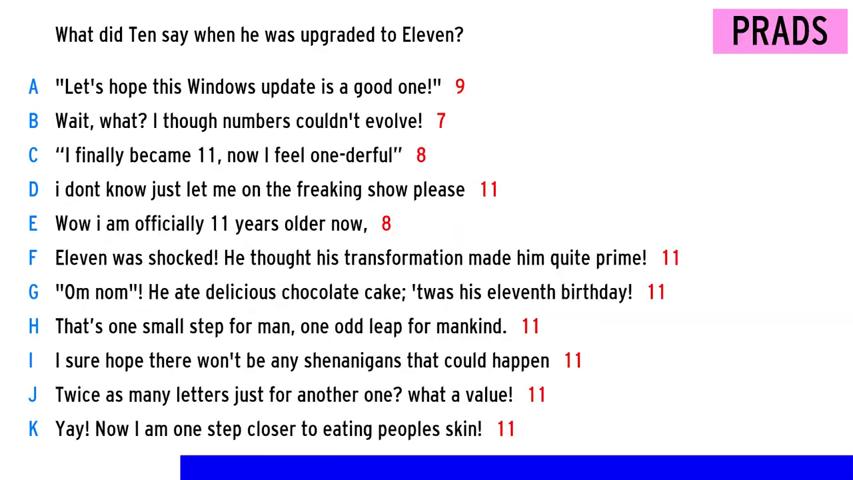 What did Ten say when he was upgraded to Eleven?
PRADS
A "Let's hope this Windows update is a good one!" 9
B Wait, what? I though numbers couldn't evolve! 7
C “I finally became 11, now I feel one-derful” 8
D i dont know just let me on the freaking show please 11
E Wow i am officially 11 years older now, 8
F Eleven was shocked! He thought his transformation made him quite prime! 11
G "Om nom"! He ate delicious chocolate cake; 'twas his eleventh birthday! 11
H That’s one small step for man, one odd leap for mankind. 11
I I sure hope there won't be any shenanigans that could happen 11
J Twice as many letters just for another one? what a value! 11
K Yay! Now I am one step closer to eating peoples skin! 11